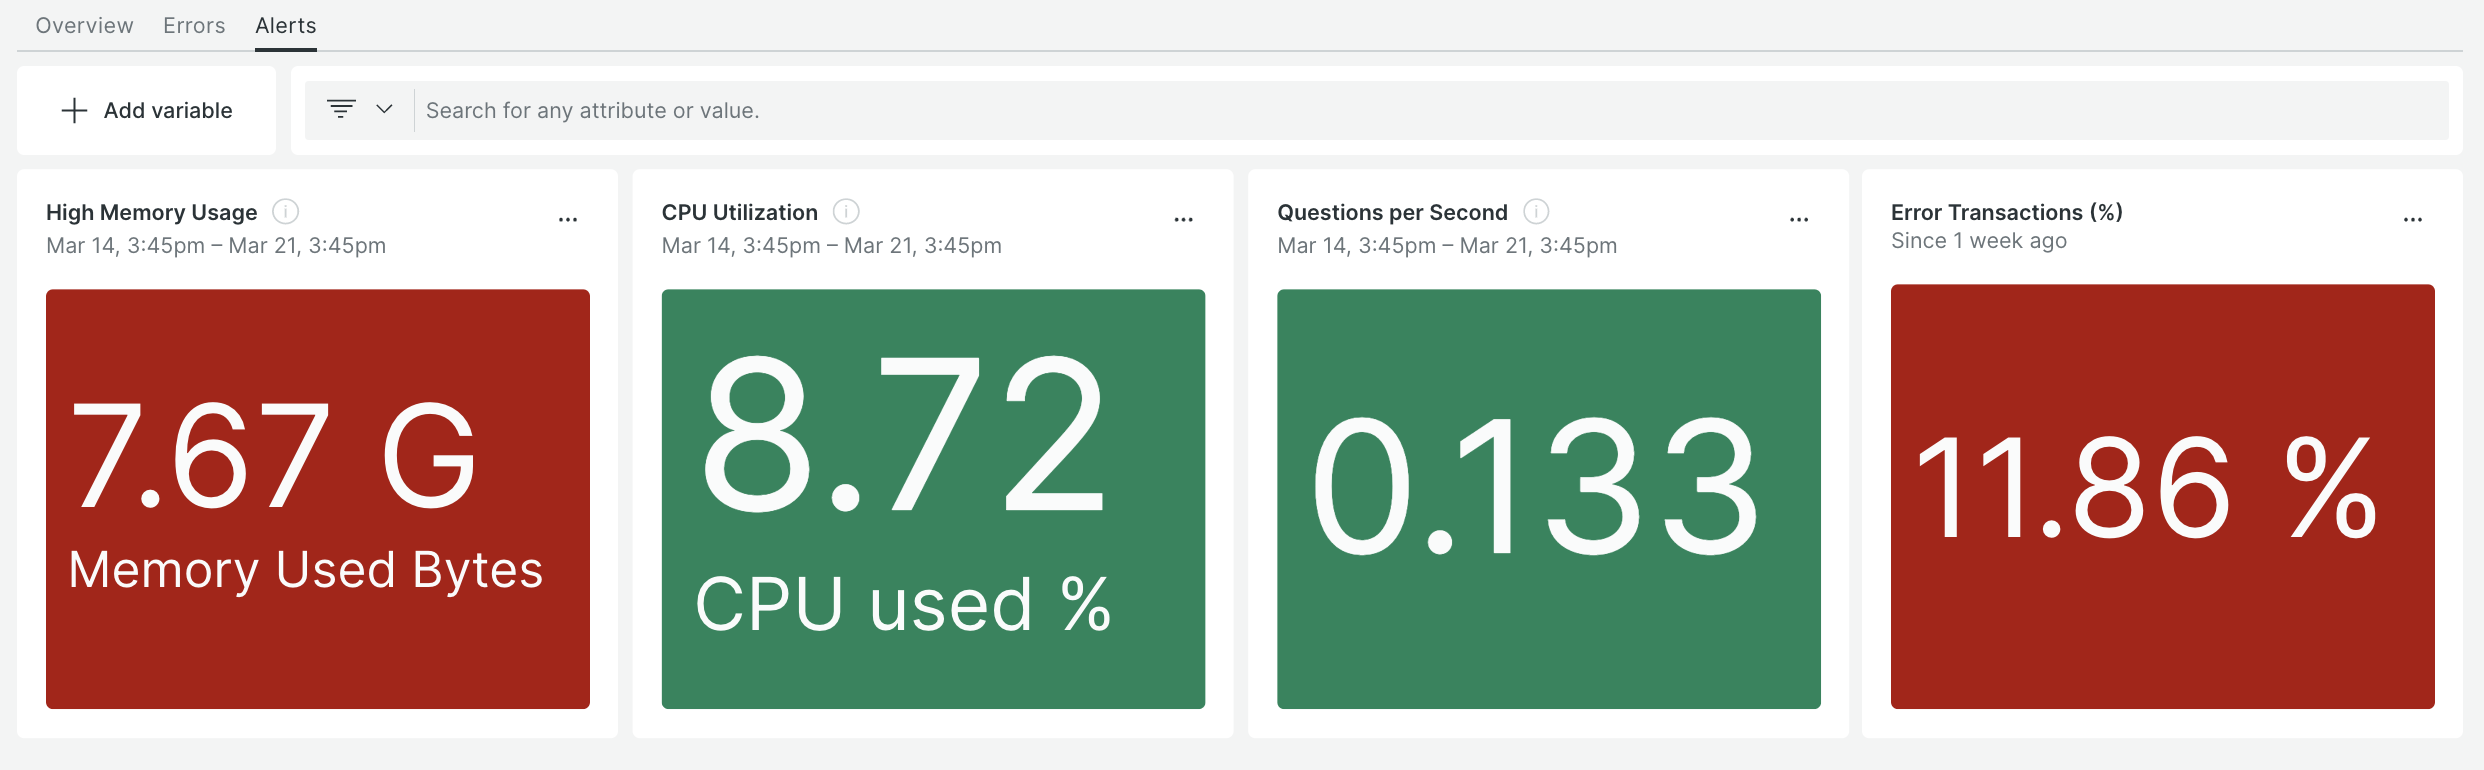 Overview Errors Alerts
Add variable
Search for any attribute or value.
High Memory Usage
Mar 14, 3:45pm – Mar 21, 3:45pm
7.67 G
Memory Used Bytes
CPU Utilization
Mar 14, 3:45pm – Mar 21, 3:45pm
8.72
CPU used %
Questions per Second
Mar 14, 3:45pm – Mar 21, 3:45pm
0.133
Error Transactions (%)
Since 1 week ago
11.86 %